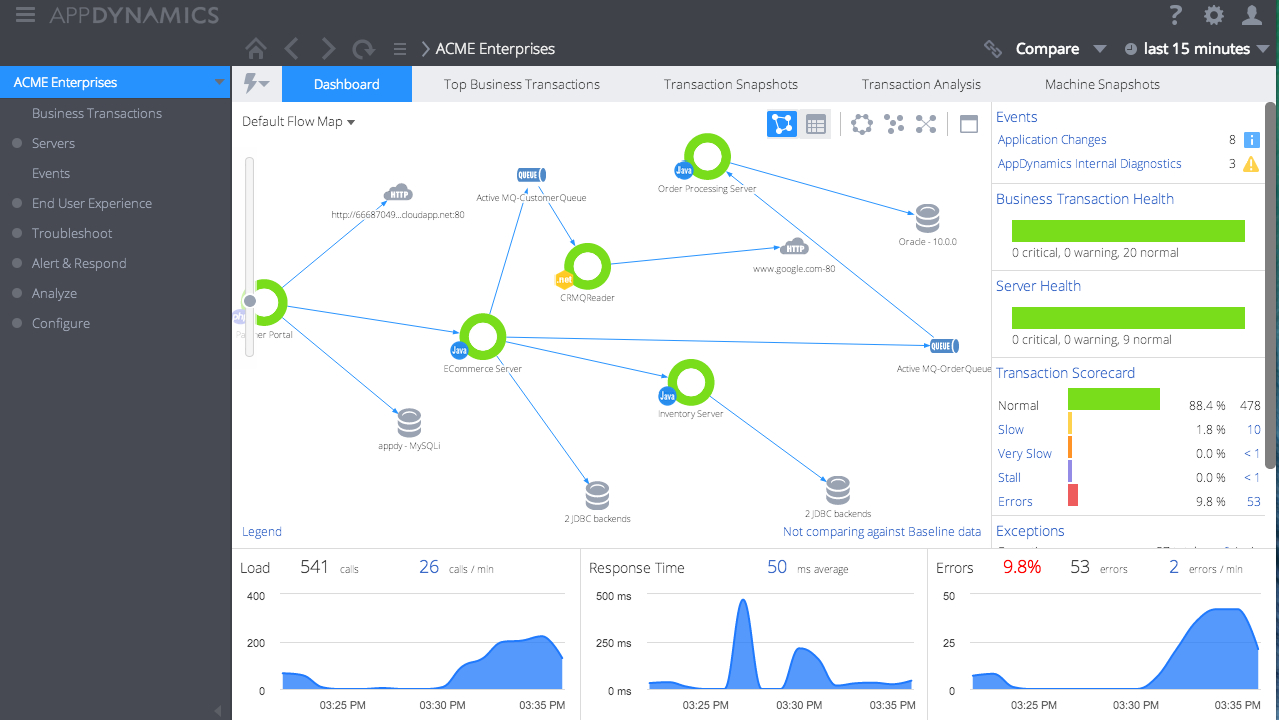 APPDYNAMICS
?
ACME Enterprises
Compare
last 15 minutes
ACME Enterprises
Business Transactions
Servers
Events
End User Experience
Troubleshoot
Alert & Respond
Analyze
Configure
Dashboard
Top Business Transactions
Transaction Snapshots
Transaction Analysis
Machine Snapshots
Default Flow Map
HTTP
http://66687049...cloudapp.net:80
QUEUE
Active MQ-CustomerQueue
Java
Order Processing Server
Oracle - 10.0.0
.net
CRMQReader
HTTP
www.google.com-80
php
Java
ECommerce Server
QUEUE
Active MQ-OrderQueue
Java
Inventory Server
appdy - MySQLi
2 JDBC backends
2 JDBC backends
Legend
Not comparing against Baseline data
Events
Application Changes 8 i
AppDynamics Internal Diagnostics 3
Business Transaction Health
0 critical, 0 warning, 20 normal
Server Health
0 critical, 0 warning, 9 normal
Transaction Scorecard
Normal 88.4 % 478
Slow 1.8 % 10
Very Slow 0.0 % < 1
Stall 0.0 % < 1
Errors 9.8 % 53
Exceptions
Load 541 calls 26 calls / min
400
200
0
03:25 PM 03:30 PM 03:35 PM
Response Time 50 ms average
500 ms
250 ms
0 ms
03:25 PM 03:30 PM 03:35 PM
Errors 9.8% 53 errors 2 errors / min
50
25
0
03:25 PM 03:30 PM 03:35 PM